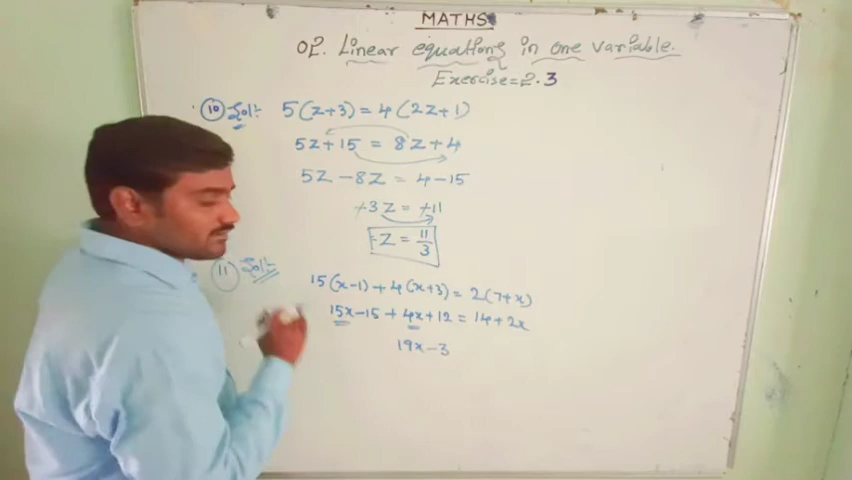 MATHS
02. Linear equations in one variable.
Exercise=2.3
10 Sol:- 5(z+3)=4(2z+1)
5z+15 = 8z+4
5z-8z = 4-15
-3z = -11
z = 11/3
11 Sol:- 15(x-1)+4(x+3)=2(7+x)
15x-15+4x+12=14+2x
19x-3